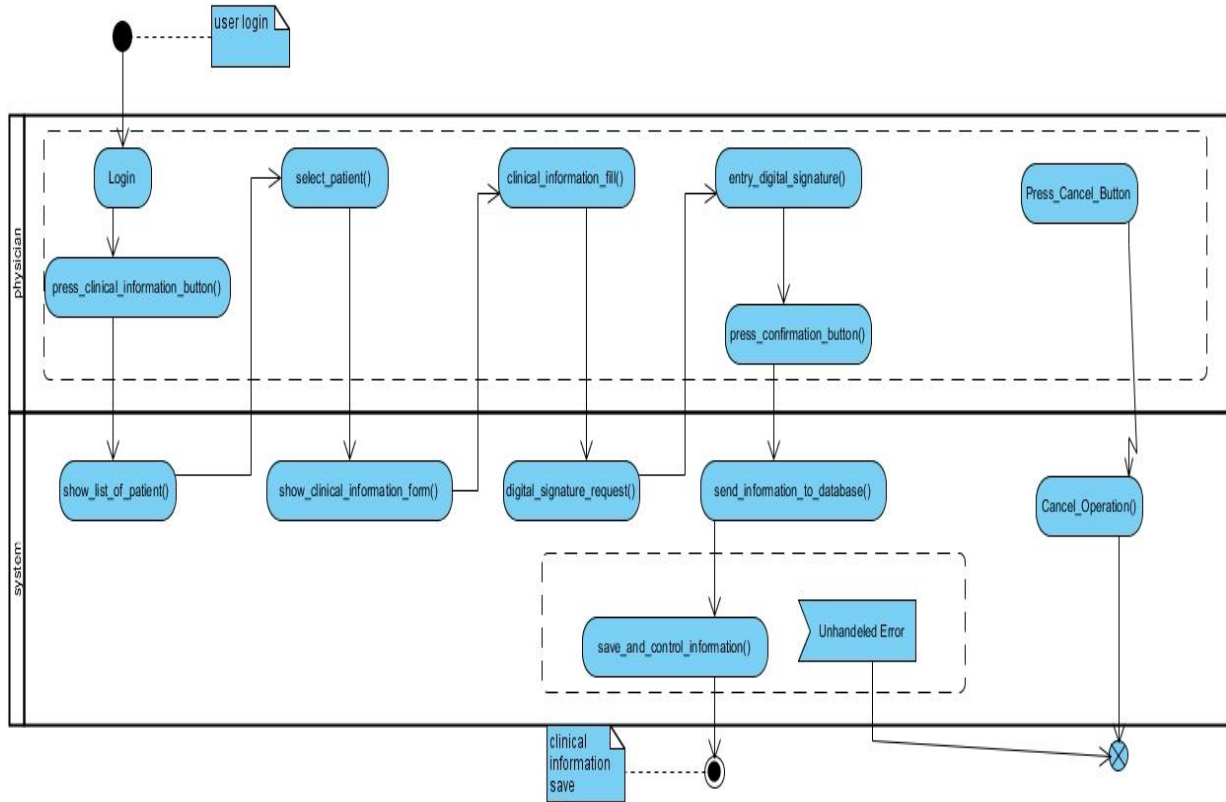 user login
physician
Login
select_patient()
clinical_information_fill()
entry_digital_signature()
Press_Cancel_Button
press_clinical_information_button()
press_confirmation_button()
system
show_list_of_patient()
show_clinical_information_form()
digital_signature_request()
send_information_to_database()
Cancel_Operation()
save_and_control_information()
Unhandeled Error
clinical
information
save